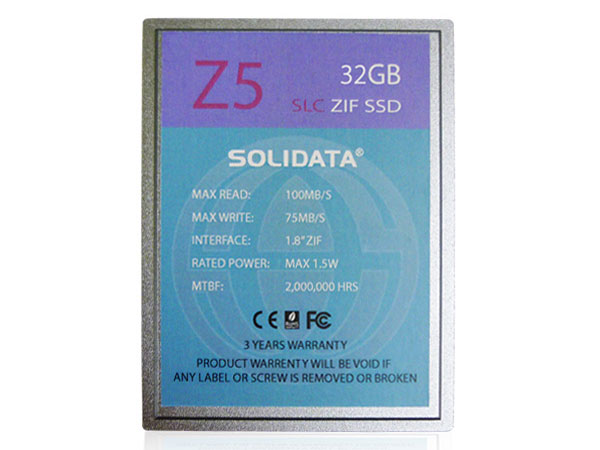 Z5
32GB
SLC ZIF SSD
SOLIDATA®
MAX READ: 100MB/S
MAX WRITE: 75MB/S
INTERFACE: 1.8"ZIF
RATED POWER: MAX 1.5W
MTBF: 2,000,000 HRS
CE FC
3 YEARS WARRANTY
PRODUCT WARRENTY WILL BE VOID IF
ANY LABEL OR SCREW IS REMOVED OR BROKEN